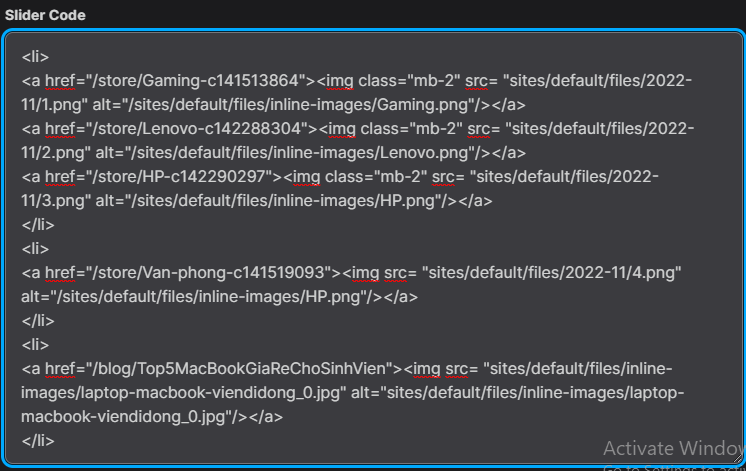 Slider Code
<li>
<a href="/store/Gaming-c141513864"><img class="mb-2" src= "sites/default/files/2022-
11/1.png" alt="/sites/default/files/inline-images/Gaming.png"/></a>
<a href="/store/Lenovo-c142288304"><img class="mb-2" src= "sites/default/files/2022-
11/2.png" alt="/sites/default/files/inline-images/Lenovo.png"/></a>
<a href="/store/HP-c142290297"><img class="mb-2" src= "sites/default/files/2022-
11/3.png" alt="/sites/default/files/inline-images/HP.png"/></a>
</li>
<li>
<a href="/store/Van-phong-c141519093"><img src= "sites/default/files/2022-11/4.png"
alt="/sites/default/files/inline-images/HP.png"/></a>
</li>
<li>
<a href="/blog/Top5MacBookGiaReChoSinhVien"><img src= "sites/default/files/inline-
images/laptop-macbook-viendidong_0.jpg" alt="sites/default/files/inline-images/laptop-
macbook-viendidong_0.jpg"/></a>
</li>
Activate Window
Go to Settings to acti